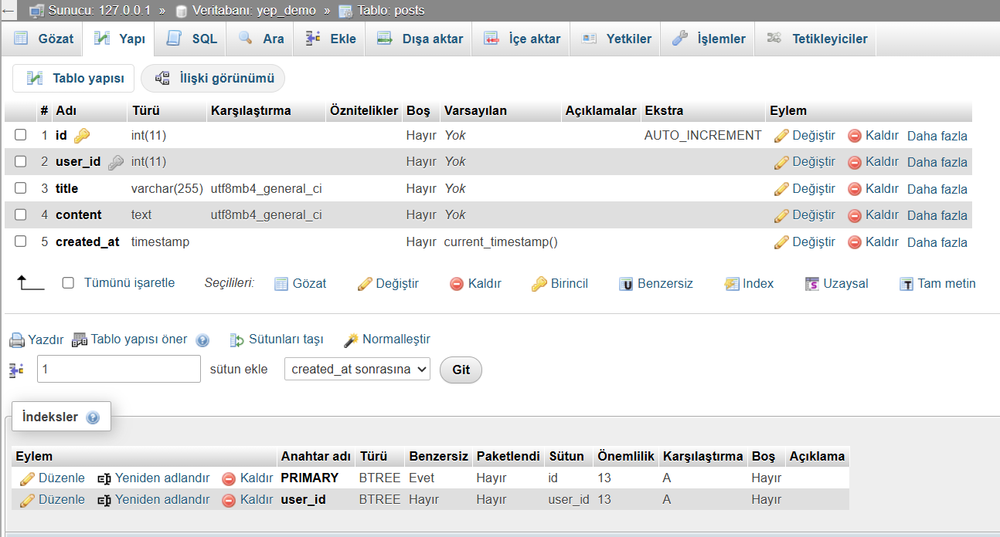 Sunucu: 127.0.0.1 » Veritabanı: yep_demo » Tablo: posts
Gözat Yapı SQL Ara Ekle Dışa aktar İçe aktar Yetkiler İşlemler Tetikleyiciler
Tablo yapısı İlişki görünümü
# Adı Türü Karşılaştırma Öznitelikler Boş Varsayılan Açıklamalar Ekstra Eylem
1 id int(11) Hayır Yok AUTO_INCREMENT Değiştir Kaldır Daha fazla
2 user_id int(11) Hayır Yok Değiştir Kaldır Daha fazla
3 title varchar(255) utf8mb4_general_ci Hayır Yok Değiştir Kaldır Daha fazla
4 content text utf8mb4_general_ci Hayır Yok Değiştir Kaldır Daha fazla
5 created_at timestamp Hayır current_timestamp() Değiştir Kaldır Daha fazla
Tümünü işaretle Seçilileri: Gözat Değiştir Kaldır Birincil Benzersiz Index Uzaysal Tam metin
Yazdır Tablo yapısı öner Sütunları taşı Normalleştir
1 sütun ekle created_at sonrasına Git
İndeksler
Eylem Anahtar adı Türü Benzersiz Paketlendi Sütun Önemlilik Karşılaştırma Boş Açıklama
Düzenle Yeniden adlandır Kaldır PRIMARY BTREE Evet Hayır id 13 A Hayır
Düzenle Yeniden adlandır Kaldır user_id BTREE Hayır Hayır user_id 13 A Hayır